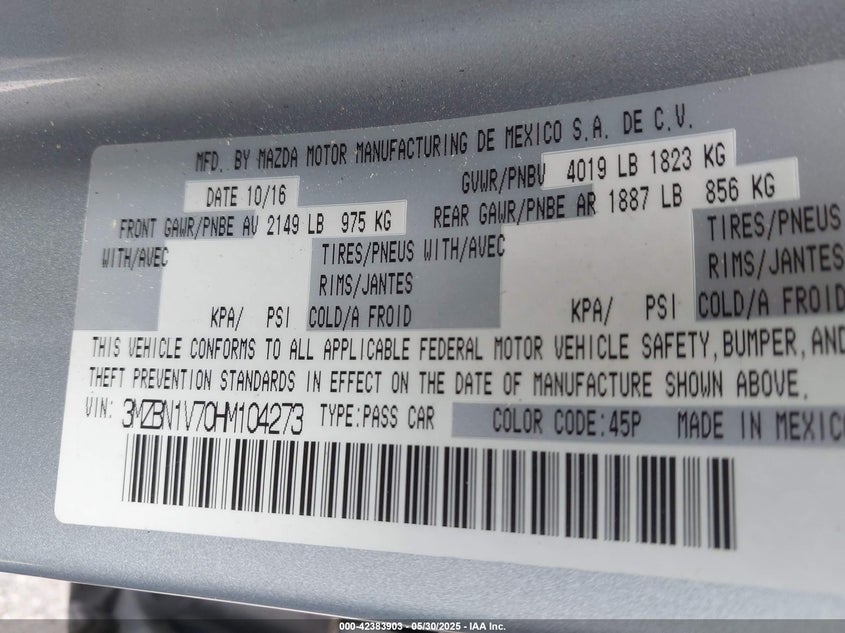 MFD. BY MAZDA MOTOR MANUFACTURING DE MEXICO S.A. DE C.V.
DATE 10/16 GVWR/PNBV 4019 LB 1823 KG
FRONT GAWR/PNBE AV 2149 LB 975 KG REAR GAWR/PNBE AR 1887 LB 856 KG
WITH/AVEC TIRES/PNEUS WITH/AVEC TIRES/PNEUS
RIMS/JANTES RIMS/JANTES
KPA/ PSI COLD/A FROID KPA/ PSI COLD/A FROID
THIS VEHICLE CONFORMS TO ALL APPLICABLE FEDERAL MOTOR VEHICLE SAFETY, BUMPER, AND
THEFT PREVENTION STANDARDS IN EFFECT ON THE DATE OF MANUFACTURE SHOWN ABOVE.
VIN: 3MZBN1V70HM104273 TYPE:PASS CAR COLOR CODE:45P MADE IN MEXICO
000-42383903 - 05/30/2025 - IAA Inc.